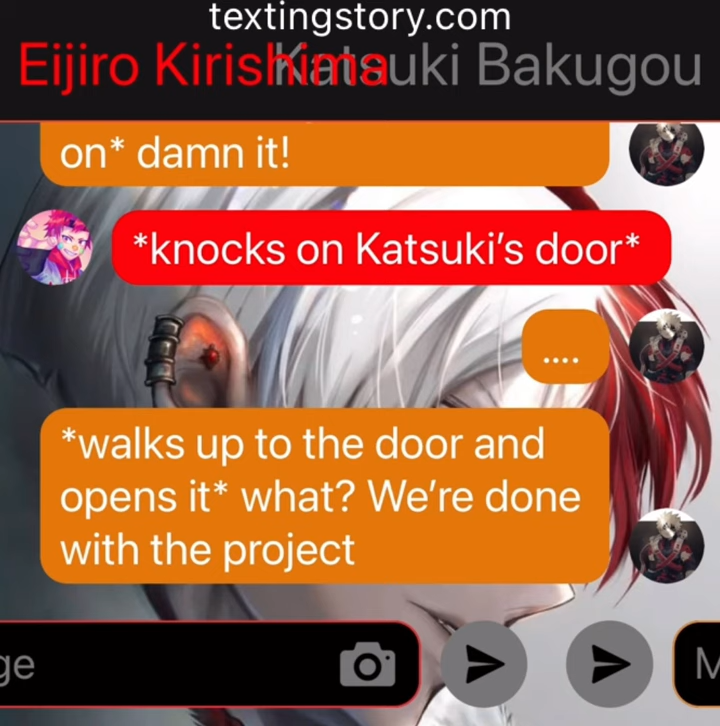 textingstory.com
Eijiro Kirishima Katsuki Bakugou
on* damn it!
*knocks on Katsuki’s door*
....
*walks up to the door and
opens it* what? We’re done
with the project
ge
M